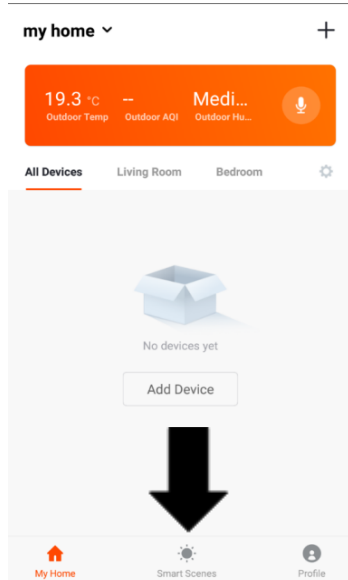 my home
19.3 °C -- Medi...
Outdoor Temp Outdoor AQI Outdoor Hu...
All Devices Living Room Bedroom
No devices yet
Add Device
My Home Smart Scenes Profile